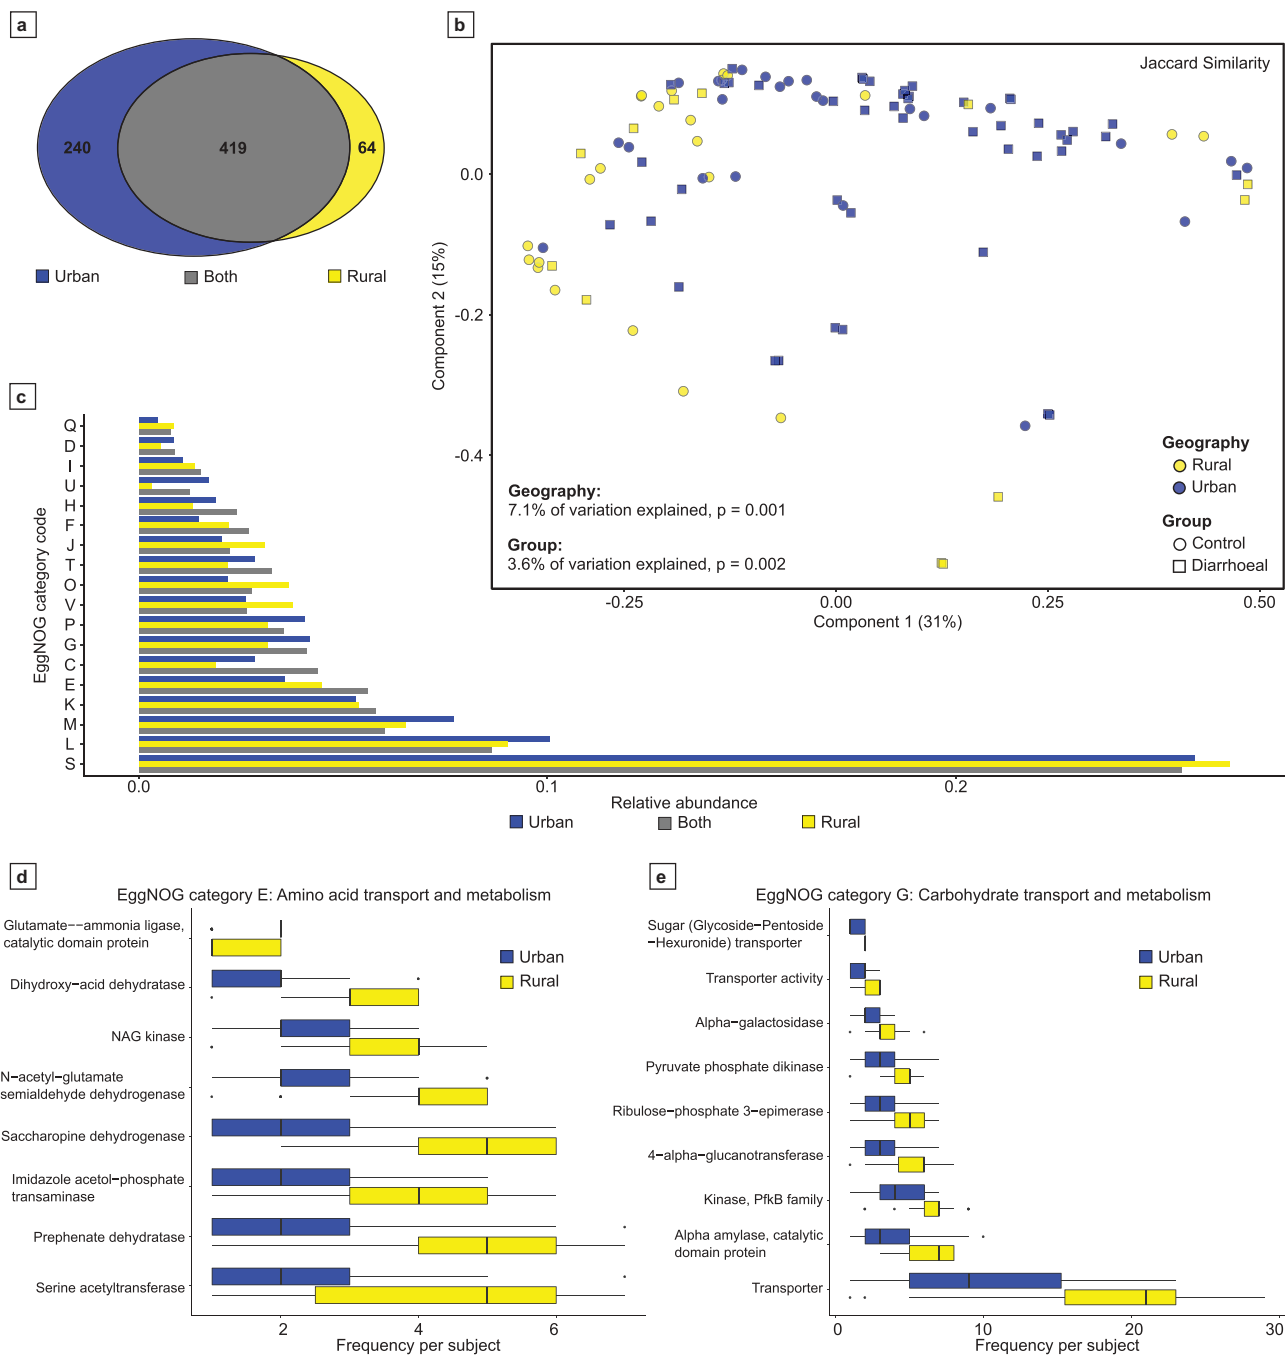 a
240
419
64
Urban
Both
Rural
b
Jaccard Similarity
0.0
-0.2
-0.4
Component 2 (15%)
Geography:
7.1% of variation explained, p = 0.001
Group:
3.6% of variation explained, p = 0.002
Geography
Rural
Urban
Group
Control
Diarrhoeal
-0.25
0.00
0.25
0.50
Component 1 (31%)
c
EggNOG category code
Q
D
I
U
H
F
J
T
O
V
P
G
C
E
K
M
L
S
0.0
0.1
0.2
Relative abundance
Urban
Both
Rural
d
EggNOG category E: Amino acid transport and metabolism
Glutamate−−ammonia ligase,
catalytic domain protein
Dihydroxy−acid dehydratase
NAG kinase
N−acetyl−glutamate
semialdehyde dehydrogenase
Saccharopine dehydrogenase
Imidazole acetol−phosphate
transaminase
Prephenate dehydratase
Serine acetyltransferase
Urban
Rural
2
4
6
Frequency per subject
e
EggNOG category G: Carbohydrate transport and metabolism
Sugar (Glycoside−Pentoside
−Hexuronide) transporter
Transporter activity
Alpha−galactosidase
Pyruvate phosphate dikinase
Ribulose−phosphate 3−epimerase
4−alpha−glucanotransferase
Kinase, PfkB family
Alpha amylase, catalytic
domain protein
Transporter
Urban
Rural
0
10
20
30
Frequency per subject